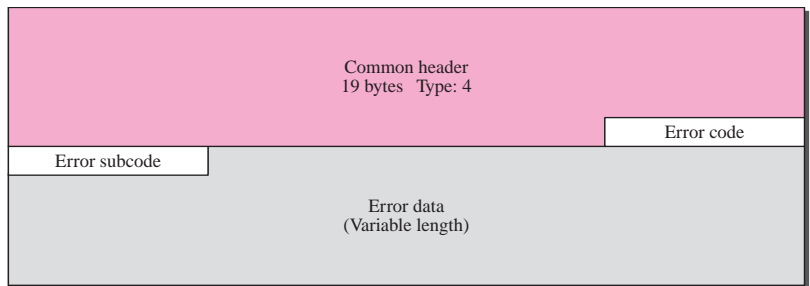 Common header
19 bytes Type: 4
Error code
Error subcode
Error data
(Variable length)